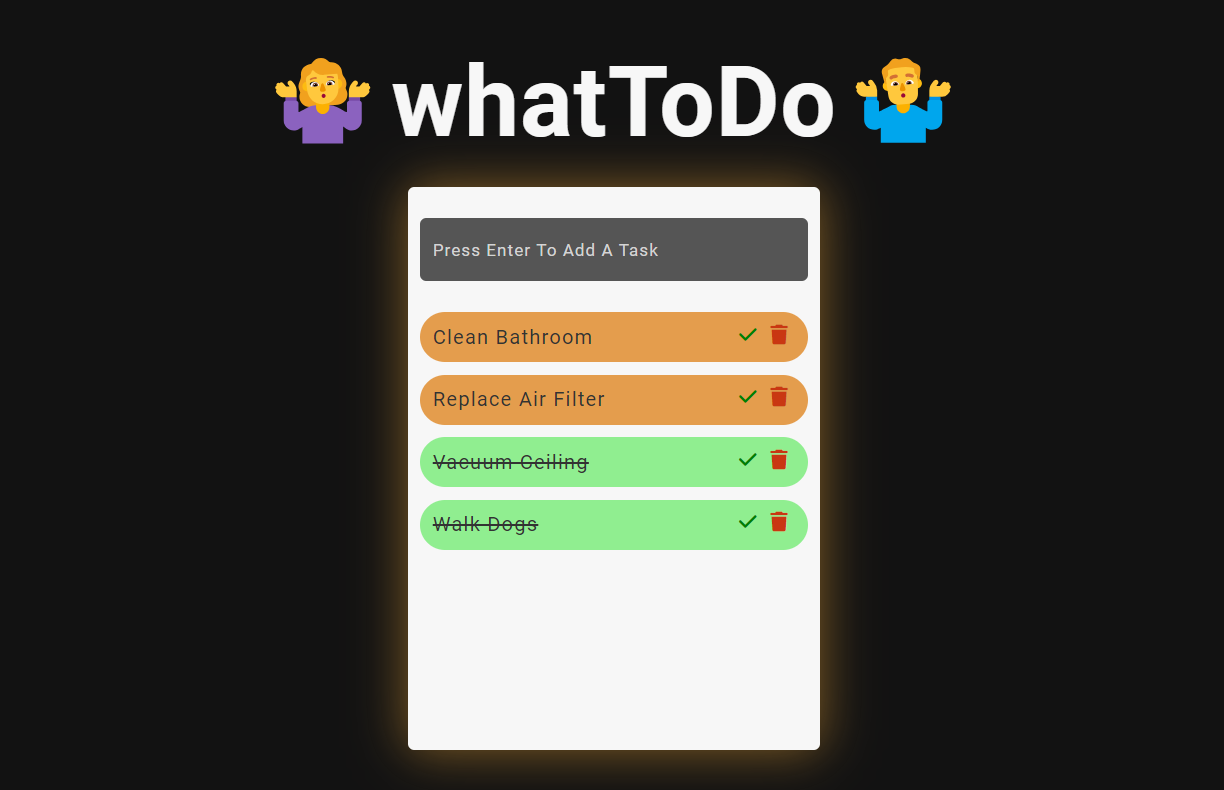 whatToDo
Press Enter To Add A Task
Clean Bathroom
Replace Air Filter
Vacuum Ceiling
Walk Dogs